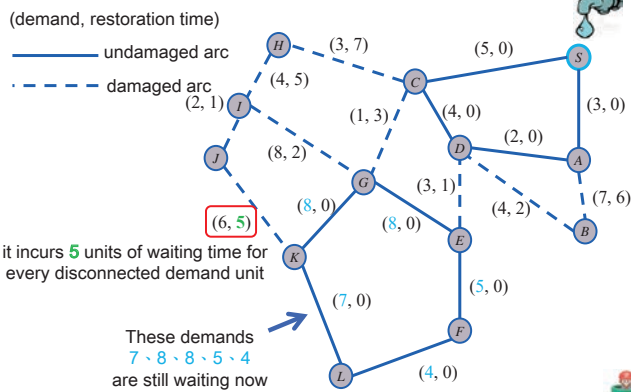 (demand, restoration time)
undamaged arc
damaged arc
H
(3, 7)
(5, 0)
S
(4, 5)
C
(2, 1)
I
(1, 3)
(4, 0)
(3, 0)
(8, 2)
D
(2, 0)
J
A
G
(3, 1)
(4, 2)
(7, 6)
(6, 5)
(8, 0)
(8, 0)
B
E
it incurs 5 units of waiting time for
every disconnected demand unit
K
(7, 0)
(5, 0)
These demands
7、8、8、5、4
are still waiting now
F
L
(4, 0)